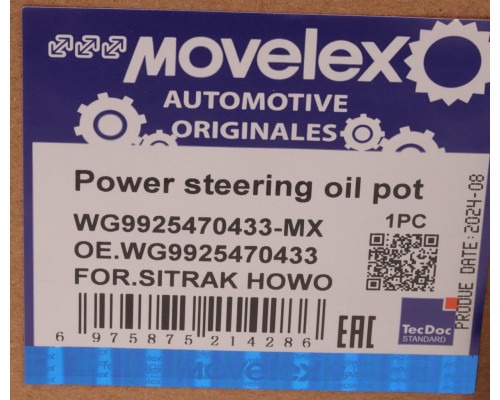 MOVELEX
AUTOMOTIVE
ORIGINALES
Power steering oil pot
WG9925470433-MX
1PC
OE.WG9925470433
FOR.SITRAK HOWO
6 975875 214286
EAC
TecDoc
STANDARD
PRODUE DATE:2024-08
MOVELEX